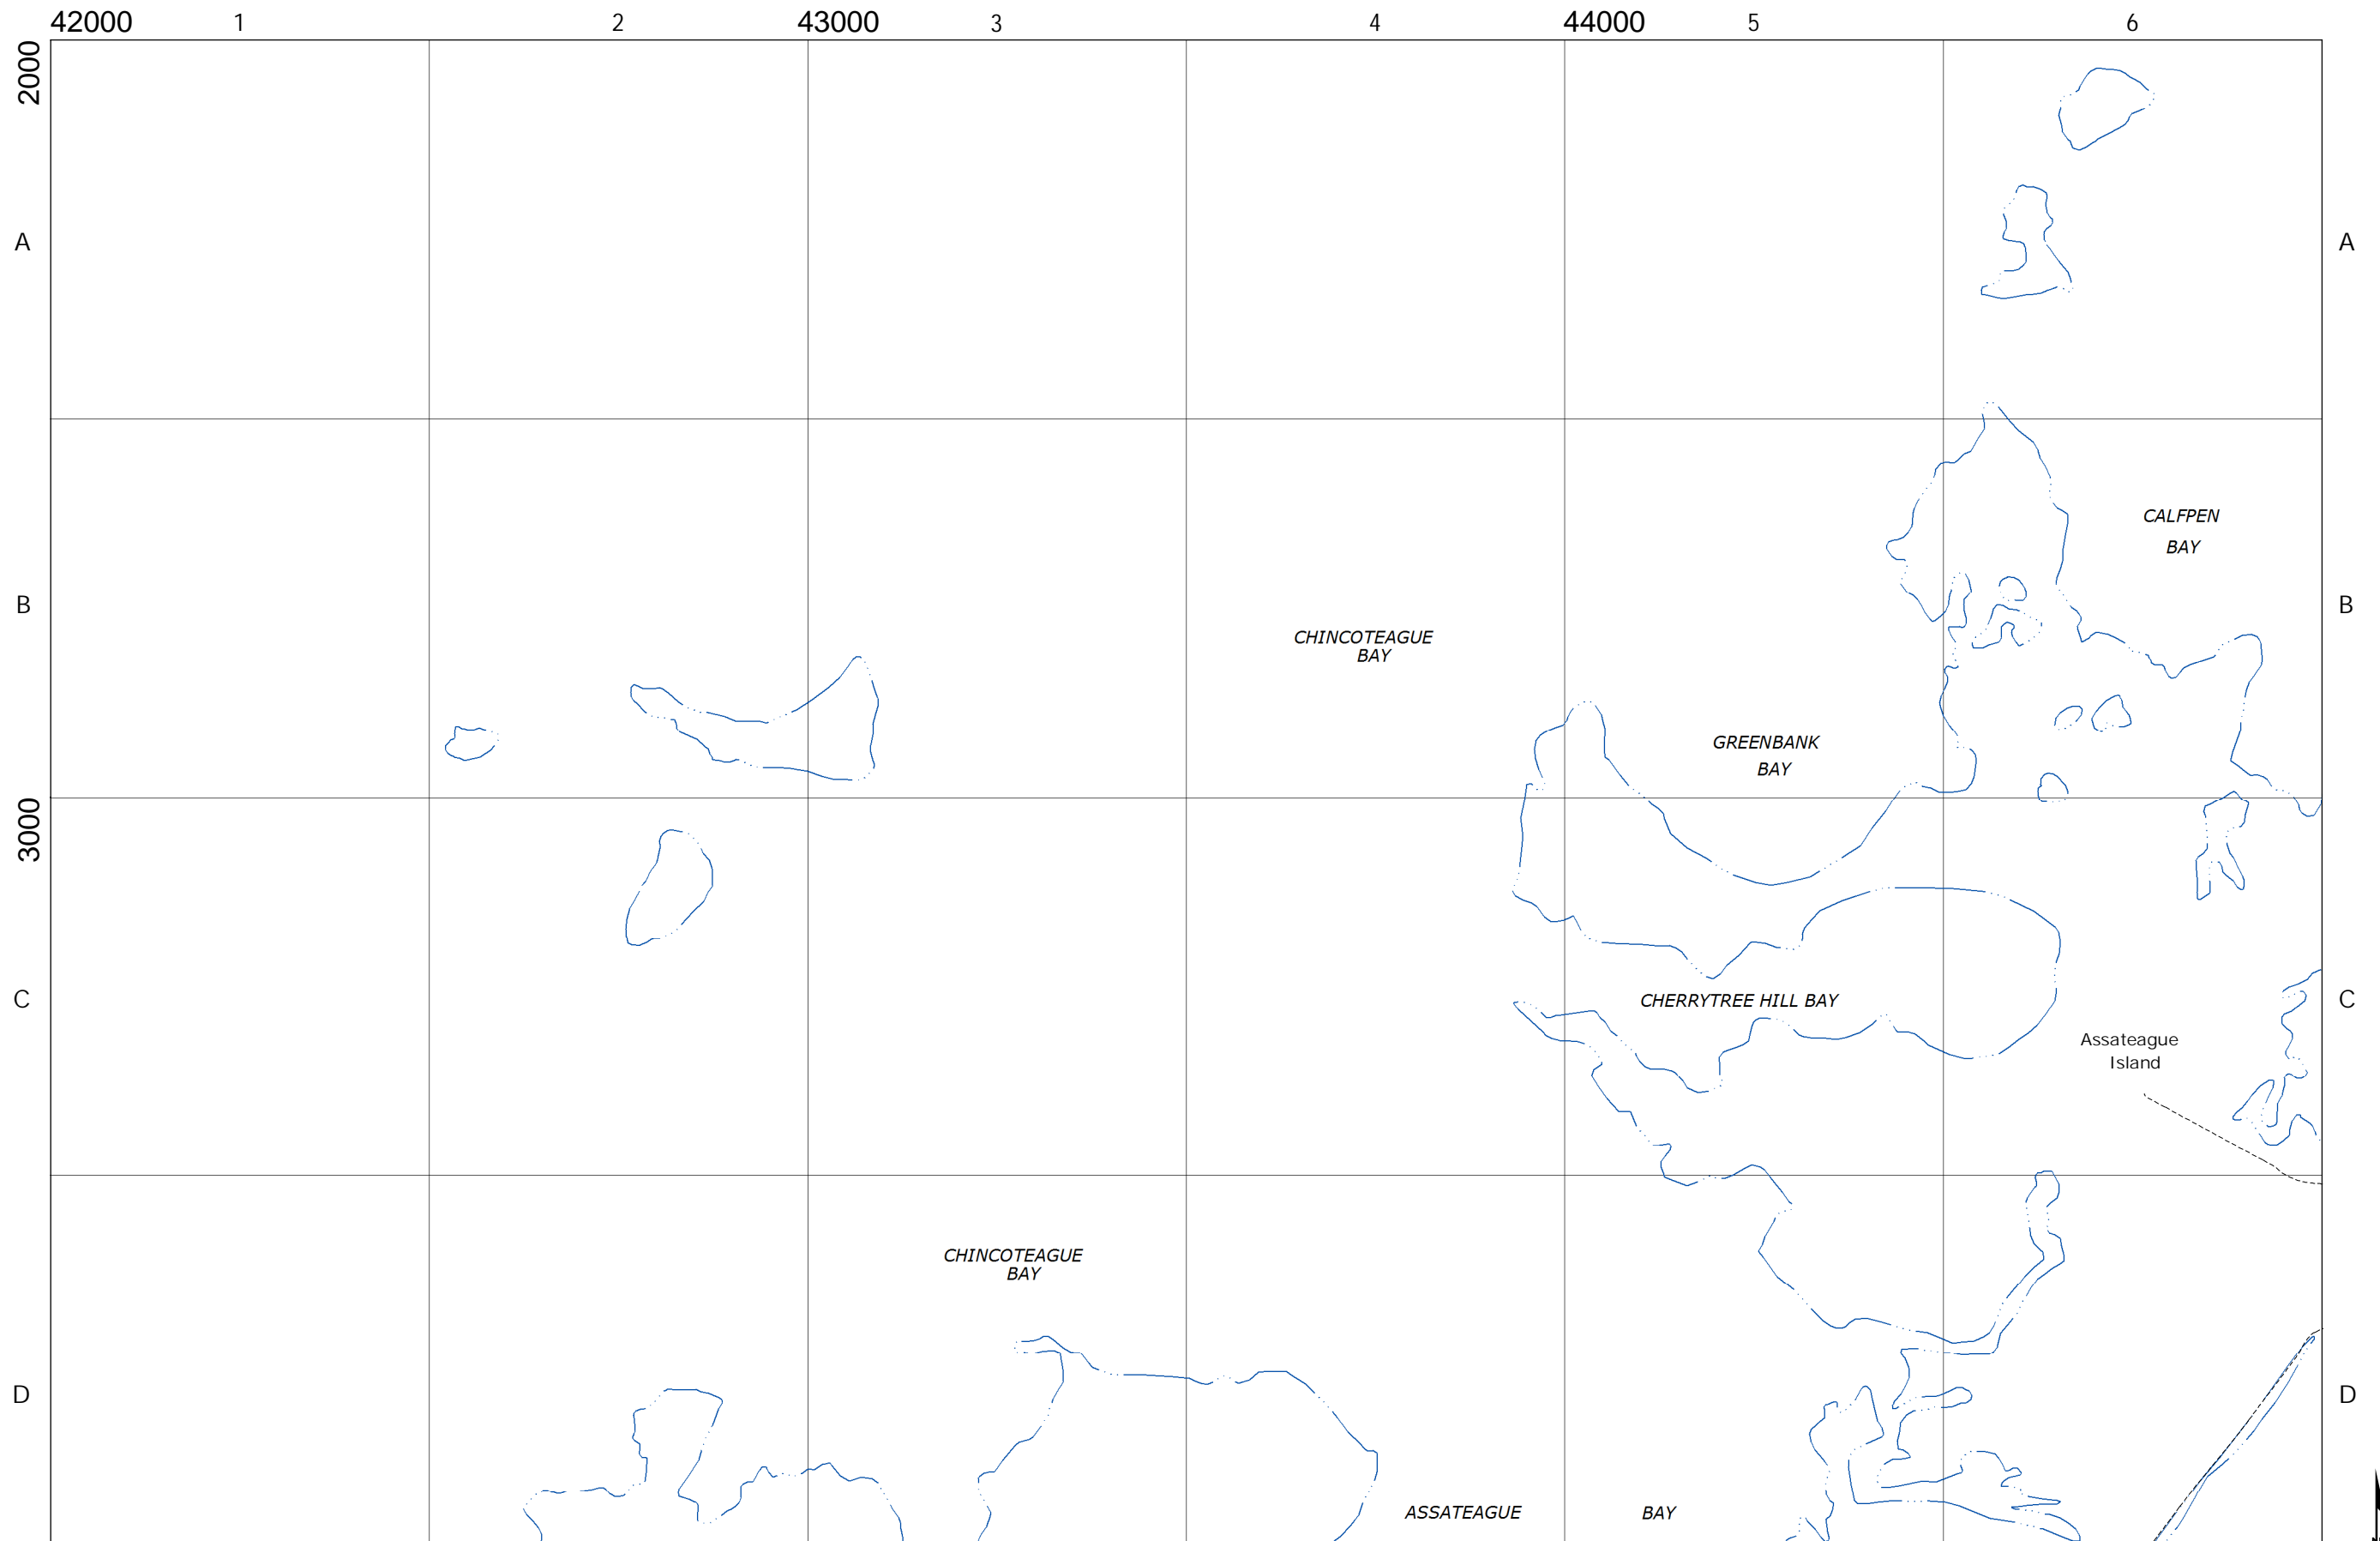 42000 1 2 43000 3 4 44000 5 6
2000
A A
CALFPEN
BAY
B B
CHINCOTEAGUE
BAY
GREENBANK
BAY
3000
C CHERRYTREE HILL BAY C
Assateague
Island
CHINCOTEAGUE
BAY
D D
ASSATEAGUE BAY